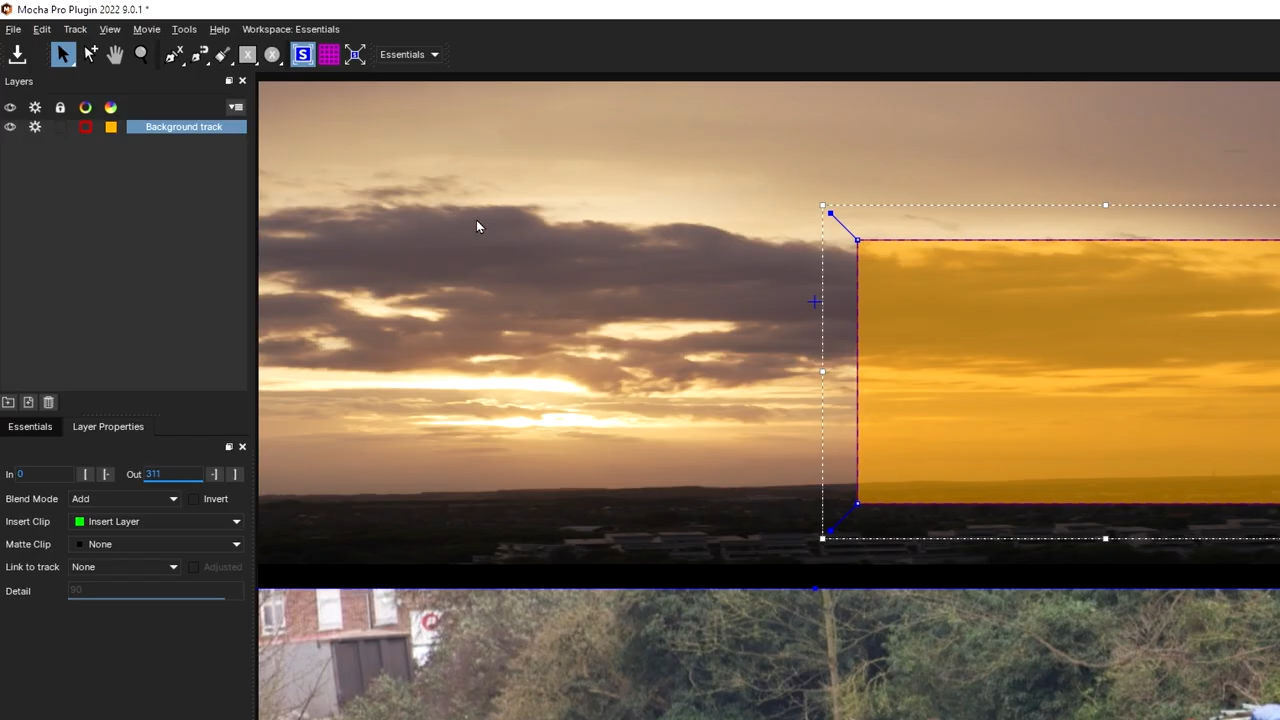 Mocha Pro Plugin 2022 9.0.1 *
File Edit Track View Movie Tools Help Workspace: Essentials
Essentials
Layers
Background track
Essentials Layer Properties
In 0 Out 311
Blend Mode Add Invert
Insert Clip Insert Layer
Matte Clip None
Link to track None Adjusted
Detail 90